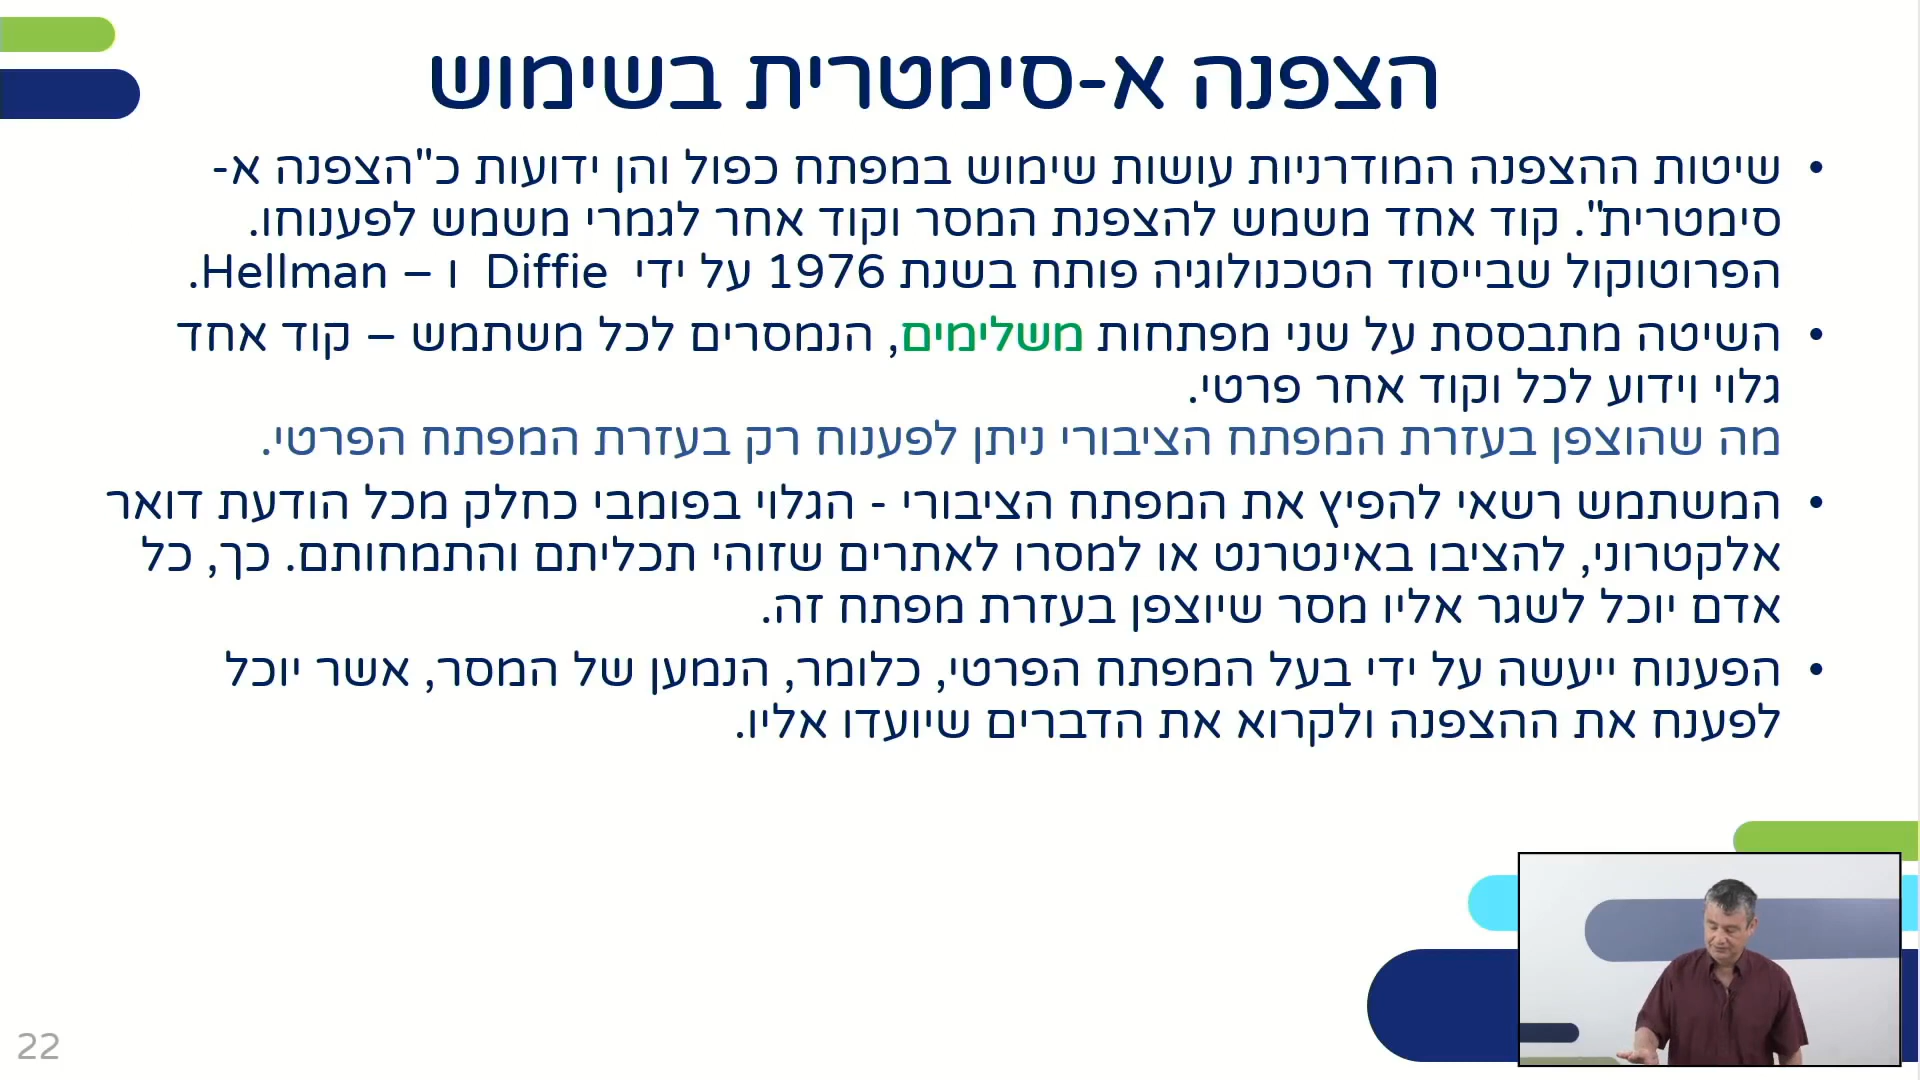 הצפנה א-סימטרית בשימוש
• שיטות ההצפנה המודרניות עושות שימוש במפתח כפול והן ידועות כ"הצפנה א-
סימטרית". קוד אחד משמש להצפנת המסר וקוד אחר לגמרי משמש לפענוחו.
הפרוטוקול שבייסוד הטכנולוגיה פותח בשנת 1976 על ידי Diffie ו – Hellman.
• השיטה מתבססת על שני מפתחות משלימים, הנמסרים לכל משתמש – קוד אחד
גלוי וידוע לכל וקוד אחר פרטי.
מה שהוצפן בעזרת המפתח הציבורי ניתן לפענוח רק בעזרת המפתח הפרטי.
• המשתמש רשאי להפיץ את המפתח הציבורי - הגלוי בפומבי כחלק מכל הודעת דואר
אלקטרוני, להציבו באינטרנט או למסרו לאתרים שזוהי תכליתם והתמחותם. כך, כל
אדם יוכל לשגר אליו מסר שיוצפן בעזרת מפתח זה.
• הפענוח ייעשה על ידי בעל המפתח הפרטי, כלומר, הנמען של המסר, אשר יוכל
לפענח את ההצפנה ולקרוא את הדברים שיועדו אליו.
22